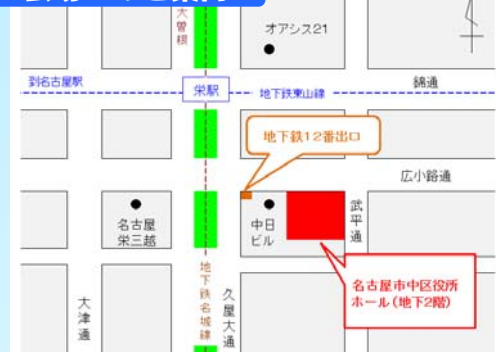 大曽根
オアシス21
到名古屋駅
栄駅
地下鉄東山線
錦通
地下鉄12番出口
広小路通
名古屋
栄三越
中日
ビル
武平通
名古屋市中区役所
ホール(地下2階)
大津通
地下鉄名城線
久屋大通